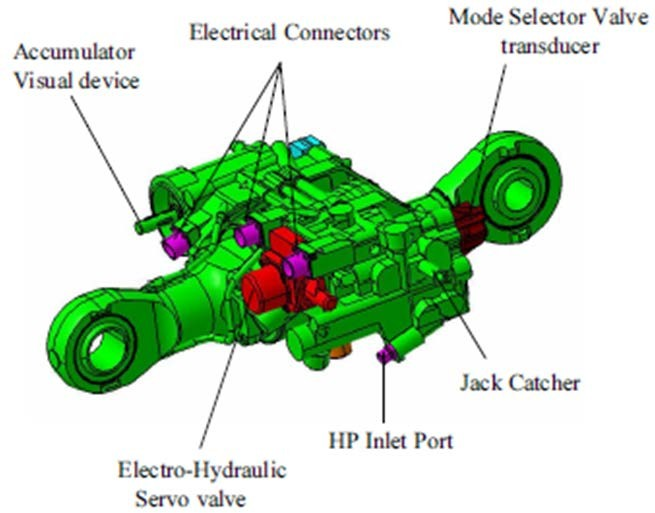 Accumulator
Visual device
Electrical Connectors
Mode Selector Valve
transducer
Jack Catcher
HP Inlet Port
Electro-Hydraulic
Servo valve